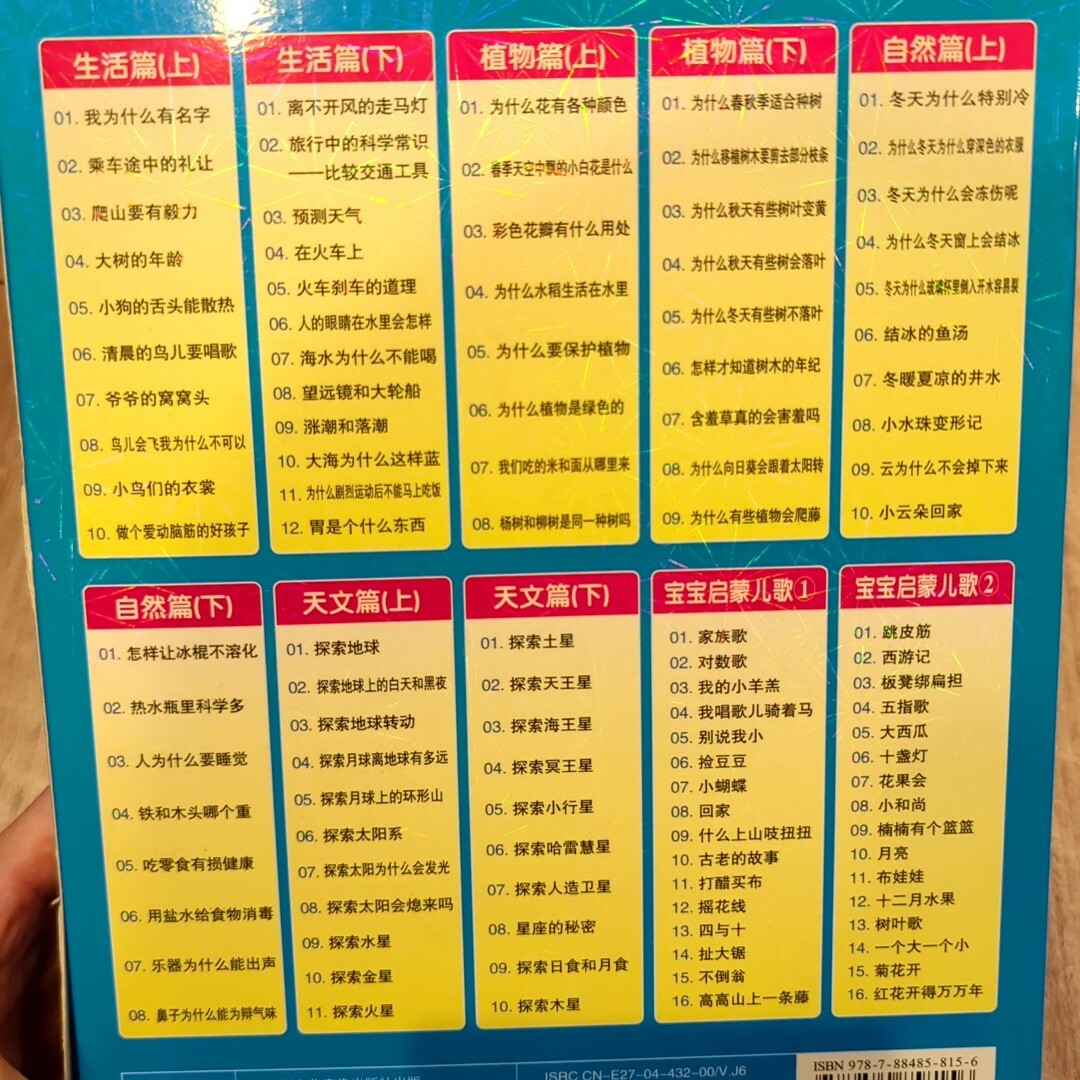 生活篇(上)
01. 我为什么有名字
02. 乘车途中的礼让
03. 爬山要有毅力
04. 大树的年龄
05. 小狗的舌头能散热
06. 清晨的鸟儿要唱歌
07. 爷爷的窝窝头
08. 鸟儿会飞我为什么不可以
09. 小鸟们的衣裳
10. 做个爱动脑筋的好孩子
生活篇(下)
01. 离不开风的走马灯
02. 旅行中的科学常识
——比较交通工具
03. 预测天气
04. 在火车上
05. 火车刹车的道理
06. 人的眼睛在水里会怎样
07. 海水为什么不能喝
08. 望远镜和大轮船
09. 涨潮和落潮
10. 大海为什么这样蓝
11. 为什么剧烈运动后不能马上吃饭
12. 胃是个什么东西
植物篇(上)
01. 为什么花有各种颜色
02. 春季天空中飘的小白花是什么
03. 彩色花瓣有什么用处
04. 为什么水稻生活在水里
05. 为什么要保护植物
06. 为什么植物是绿色的
07. 我们吃的米和面从哪里来
08. 杨树和柳树是同一种树吗
植物篇(下)
01. 为什么春秋季适合种树
02. 为什么移植树木要剪去部分枝条
03. 为什么秋天有些树叶变黄
04. 为什么秋天有些树会落叶
05. 为什么冬天有些树不落叶
06. 怎样才知道树木的年纪
07. 含羞草真的会害羞吗
08. 为什么向日葵会跟着太阳转
09. 为什么有些植物会爬藤
自然篇(上)
01. 冬天为什么特别冷
02. 为什么冬天为什么穿深色的衣服
03. 冬天为什么会冻伤呢
04. 为什么冬天窗上会结冰
05. 冬天为什么玻璃杯里倒入开水容易裂
06. 结冰的鱼汤
07. 冬暖夏凉的井水
08. 小水珠变形记
09. 云为什么不会掉下来
10. 小云朵回家
自然篇(下)
01. 怎样让冰棍不溶化
02. 热水瓶里科学多
03. 人为什么要睡觉
04. 铁和木头哪个重
05. 吃零食有损健康
06. 用盐水给食物消毒
07. 乐器为什么能出声
08. 鼻子为什么能为辩气味
天文篇(上)
01. 探索地球
02. 探索地球上的白天和黑夜
03. 探索地球转动
04. 探索月球离地球有多远
05. 探索月球上的环形山
06. 探索太阳系
07. 探索太阳为什么会发光
08. 探索太阳会熄来吗
09. 探索水星
10. 探索金星
11. 探索火星
天文篇(下)
01. 探索土星
02. 探索天王星
03. 探索海王星
04. 探索冥王星
05. 探索小行星
06. 探索哈雷慧星
07. 探索人造卫星
08. 星座的秘密
09. 探索日食和月食
10. 探索木星
宝宝启蒙儿歌①
01. 家族歌
02. 对数歌
03. 我的小羊羔
04. 我唱歌儿骑着马
05. 别说我小
06. 捡豆豆
07. 小蝴蝶
08. 回家
09. 什么上山吱扭扭
10. 古老的故事
11. 打醋买布
12. 摇花线
13. 四与十
14. 扯大锯
15. 不倒翁
16. 高高山上一条藤
宝宝启蒙儿歌②
01. 跳皮筋
02. 西游记
03. 板凳绑扁担
04. 五指歌
05. 大西瓜
06. 十盏灯
07. 花果会
08. 小和尚
09. 楠楠有个篮篮
10. 月亮
11. 布娃娃
12. 十二月水果
13. 树叶歌
14. 一个大一个小
15. 菊花开
16. 红花开得万万年
ISRC CN-E27-04-432-00/V.J6
ISBN 978-7-88485-815-6